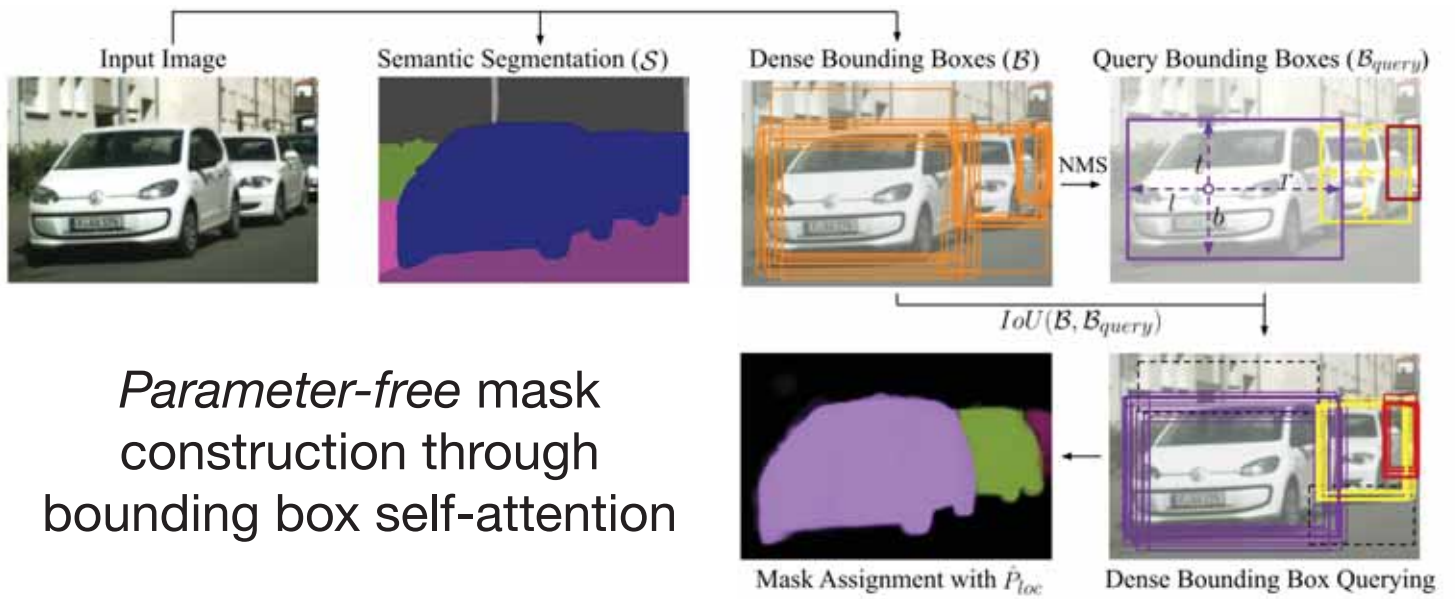 Input Image
Semantic Segmentation (𝒮)
Dense Bounding Boxes (ℬ)
Query Bounding Boxes (ℬ_query)
NMS
t
r
l
b
IoU(ℬ, ℬ_query)
Parameter-free mask
construction through
bounding box self-attention
Mask Assignment with P̂_loc
Dense Bounding Box Querying